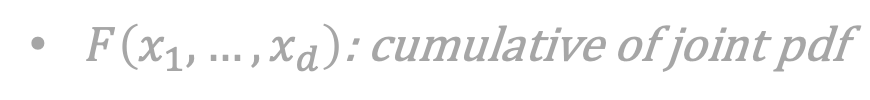 • F(x₁, … , x_d): cumulative of joint pdf